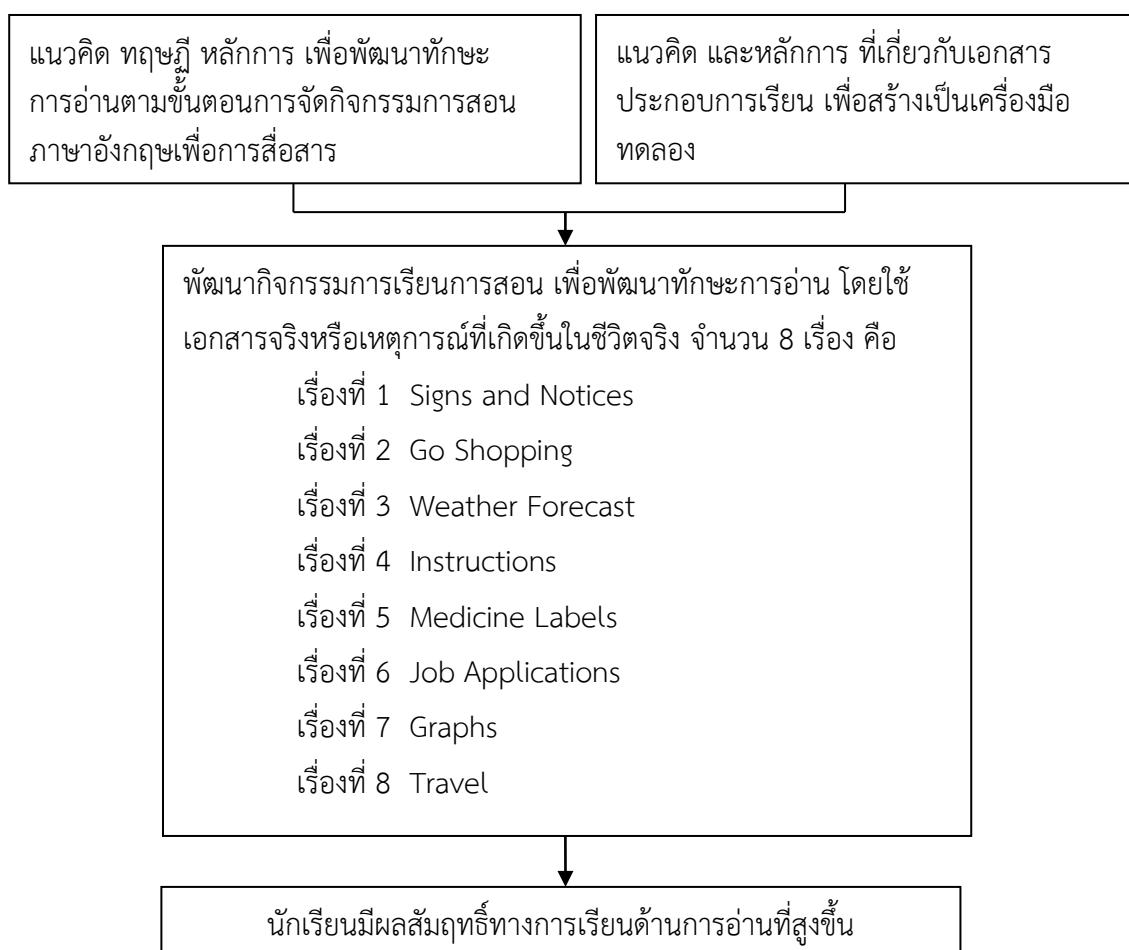 แนวคิด ทฤษฏี หลักการ เพื่อพัฒนาทักษะ
การอ่านตามขั้นตอนการจัดกิจกรรมการสอน
ภาษาอังกฤษเพื่อการสื่อสาร
แนวคิด และหลักการ ที่เกี่ยวกับเอกสาร
ประกอบการเรียน เพื่อสร้างเป็นเครื่องมือ
ทดลอง
พัฒนากิจกรรมการเรียนการสอน เพื่อพัฒนาทักษะการอ่าน โดยใช้
เอกสารจริงหรือเหตุการณ์ที่เกิดขึ้นในชีวิตจริง จำนวน 8 เรื่อง คือ
เรื่องที่ 1 Signs and Notices
เรื่องที่ 2 Go Shopping
เรื่องที่ 3 Weather Forecast
เรื่องที่ 4 Instructions
เรื่องที่ 5 Medicine Labels
เรื่องที่ 6 Job Applications
เรื่องที่ 7 Graphs
เรื่องที่ 8 Travel
นักเรียนมีผลสัมฤทธิ์ทางการเรียนด้านการอ่านที่สูงขึ้น